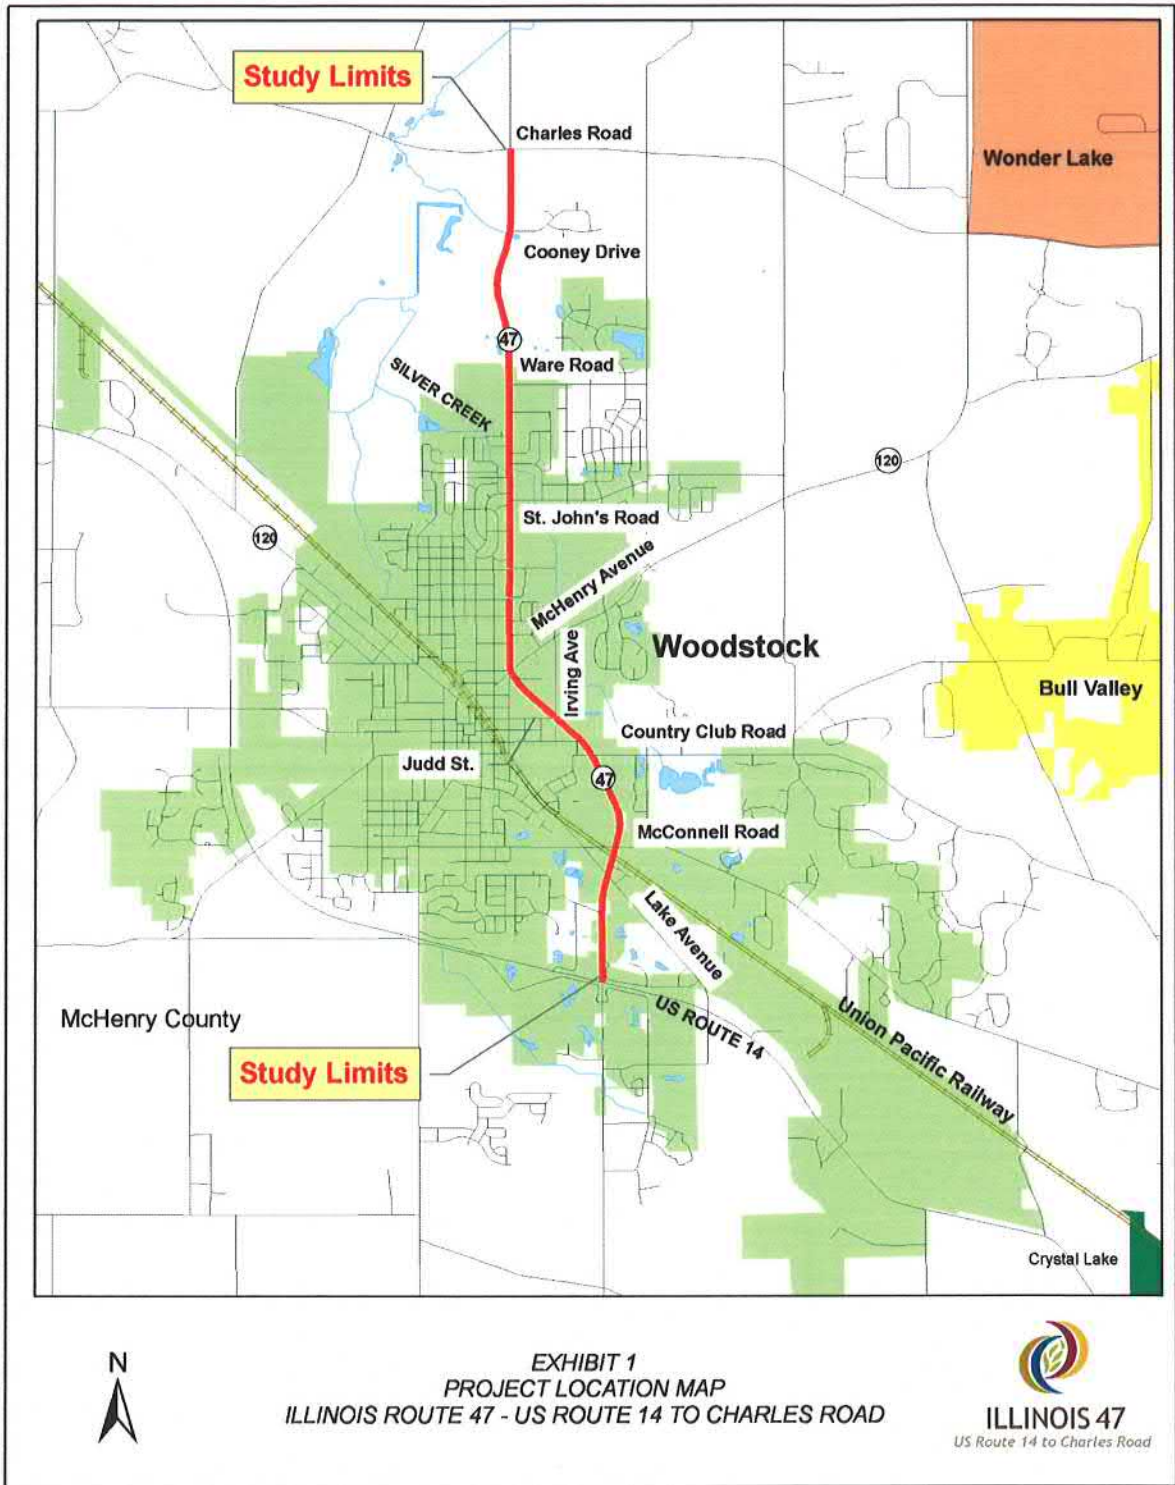 Study Limits
Charles Road
Wonder Lake
Cooney Drive
47
Ware Road
SILVER CREEK
120
St. John's Road
120
McHenry Avenue
Irving Ave
Woodstock
Bull Valley
Country Club Road
Judd St.
47
McConnell Road
Lake Avenue
US ROUTE 14
Union Pacific Railway
McHenry County
Study Limits
Crystal Lake
N
EXHIBIT 1
PROJECT LOCATION MAP
ILLINOIS ROUTE 47 - US ROUTE 14 TO CHARLES ROAD
ILLINOIS 47
US Route 14 to Charles Road